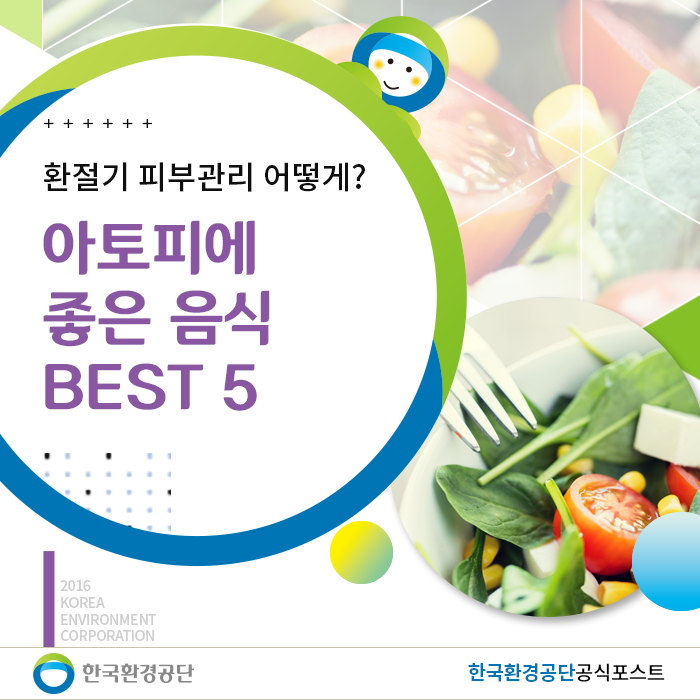 + + + + + +
환절기 피부관리 어떻게?
아토피에
좋은 음식
BEST 5
2016
KOREA
ENVIRONMENT
CORPORATION
한국환경공단
한국환경공단공식포스트